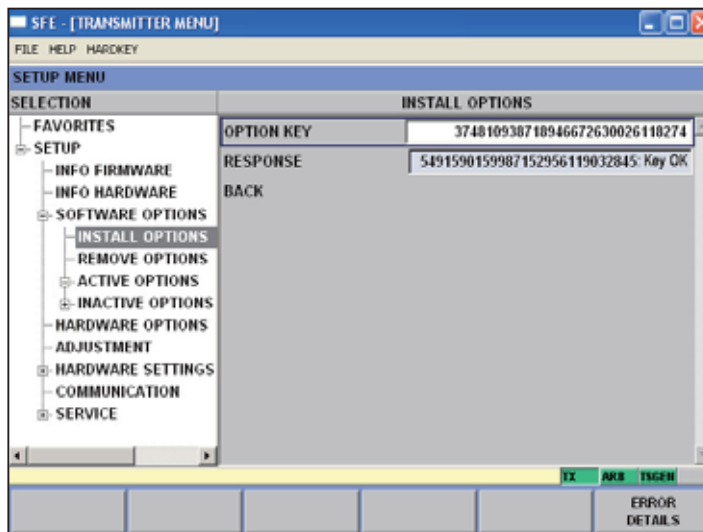 SFE - [TRANSMITTER MENU]
FILE HELP HARDKEY
SETUP MENU
SELECTION
INSTALL OPTIONS
FAVORITES
SETUP
INFO FIRMWARE
INFO HARDWARE
SOFTWARE OPTIONS
INSTALL OPTIONS
REMOVE OPTIONS
ACTIVE OPTIONS
INACTIVE OPTIONS
HARDWARE OPTIONS
ADJUSTMENT
HARDWARE SETTINGS
COMMUNICATION
SERVICE
OPTION KEY 374810938718946672630026118274
RESPONSE 549159015998715295611903284​5: Key OK
BACK
TX ARB TSGEN
ERROR
DETAILS